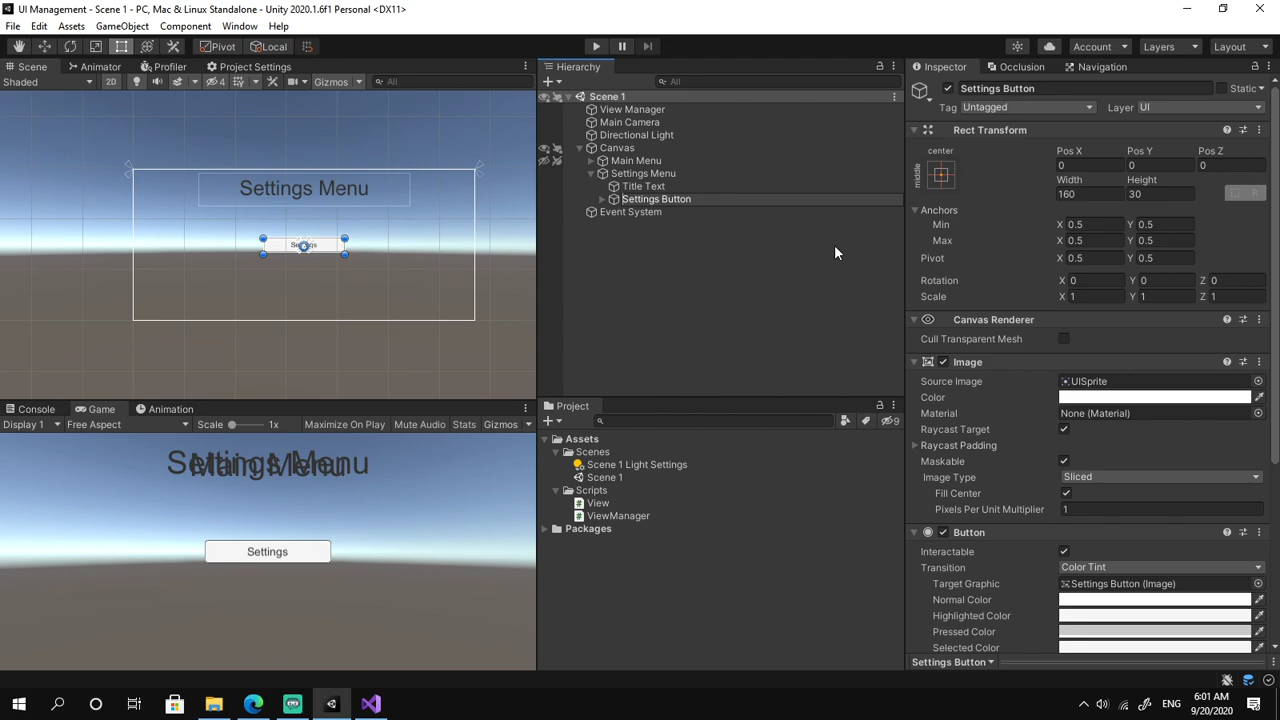 UI Management - Scene 1 - PC, Mac & Linux Standalone - Unity 2020.1.6f1 Personal <DX11>
File Edit Assets GameObject Component Window Help
Pivot Local Account Layers Layout
Scene Animator Profiler Project Settings
Shaded 2D 4 Gizmos All
Settings Menu
Settings
Console Game Animation
Display 1 Free Aspect Scale 1x Maximize On Play Mute Audio Stats Gizmos
Settings Menu
Main Menu
Settings
Hierarchy
All
Scene 1
View Manager
Main Camera
Directional Light
Canvas
Main Menu
Settings Menu
Title Text
Settings Button
Event System
Project
9
Assets
Scenes
Scene 1 Light Settings
Scene 1
Scripts
View
ViewManager
Packages
Inspector Occlusion Navigation
Settings Button Static
Tag Untagged Layer UI
Rect Transform
center Pos X Pos Y Pos Z
middle 0 0 0
Width Height
160 30 R
Anchors
Min X 0.5 Y 0.5
Max X 0.5 Y 0.5
Pivot X 0.5 Y 0.5
Rotation X 0 Y 0 Z 0
Scale X 1 Y 1 Z 1
Canvas Renderer
Cull Transparent Mesh
Image
Source Image UISprite
Color
Material None (Material)
Raycast Target
Raycast Padding
Maskable
Image Type Sliced
Fill Center
Pixels Per Unit Multiplier 1
Button
Interactable
Transition Color Tint
Target Graphic Settings Button (Image)
Normal Color
Highlighted Color
Pressed Color
Selected Color
Settings Button
ENG
6:01 AM
9/20/2020